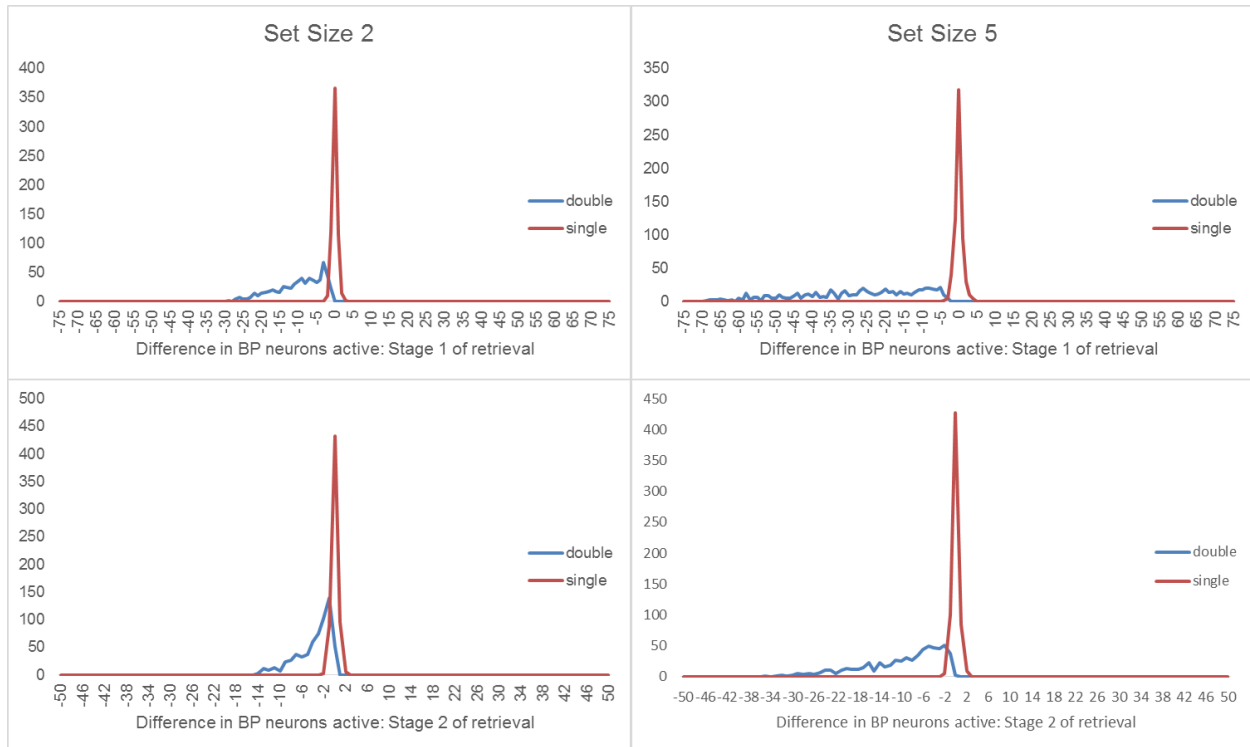 Set Size 2
400
350
300
250
200
150
100
50
0
double
single
-75 -70 -65 -60 -55 -50 -45 -40 -35 -30 -25 -20 -15 -10 -5 0 5 10 15 20 25 30 35 40 45 50 55 60 65 70 75
Difference in BP neurons active: Stage 1 of retrieval
Set Size 5
350
300
250
200
150
100
50
0
double
single
-75 -70 -65 -60 -55 -50 -45 -40 -35 -30 -25 -20 -15 -10 -5 0 5 10 15 20 25 30 35 40 45 50 55 60 65 70 75
Difference in BP neurons active: Stage 1 of retrieval
500
450
400
350
300
250
200
150
100
50
0
double
single
-50 -46 -42 -38 -34 -30 -26 -22 -18 -14 -10 -6 -2 2 6 10 14 18 22 26 30 34 38 42 46 50
Difference in BP neurons active: Stage 2 of retrieval
450
400
350
300
250
200
150
100
50
0
double
single
-50 -46 -42 -38 -34 -30 -26 -22 -18 -14 -10 -6 -2 2 6 10 14 18 22 26 30 34 38 42 46 50
Difference in BP neurons active: Stage 2 of retrieval